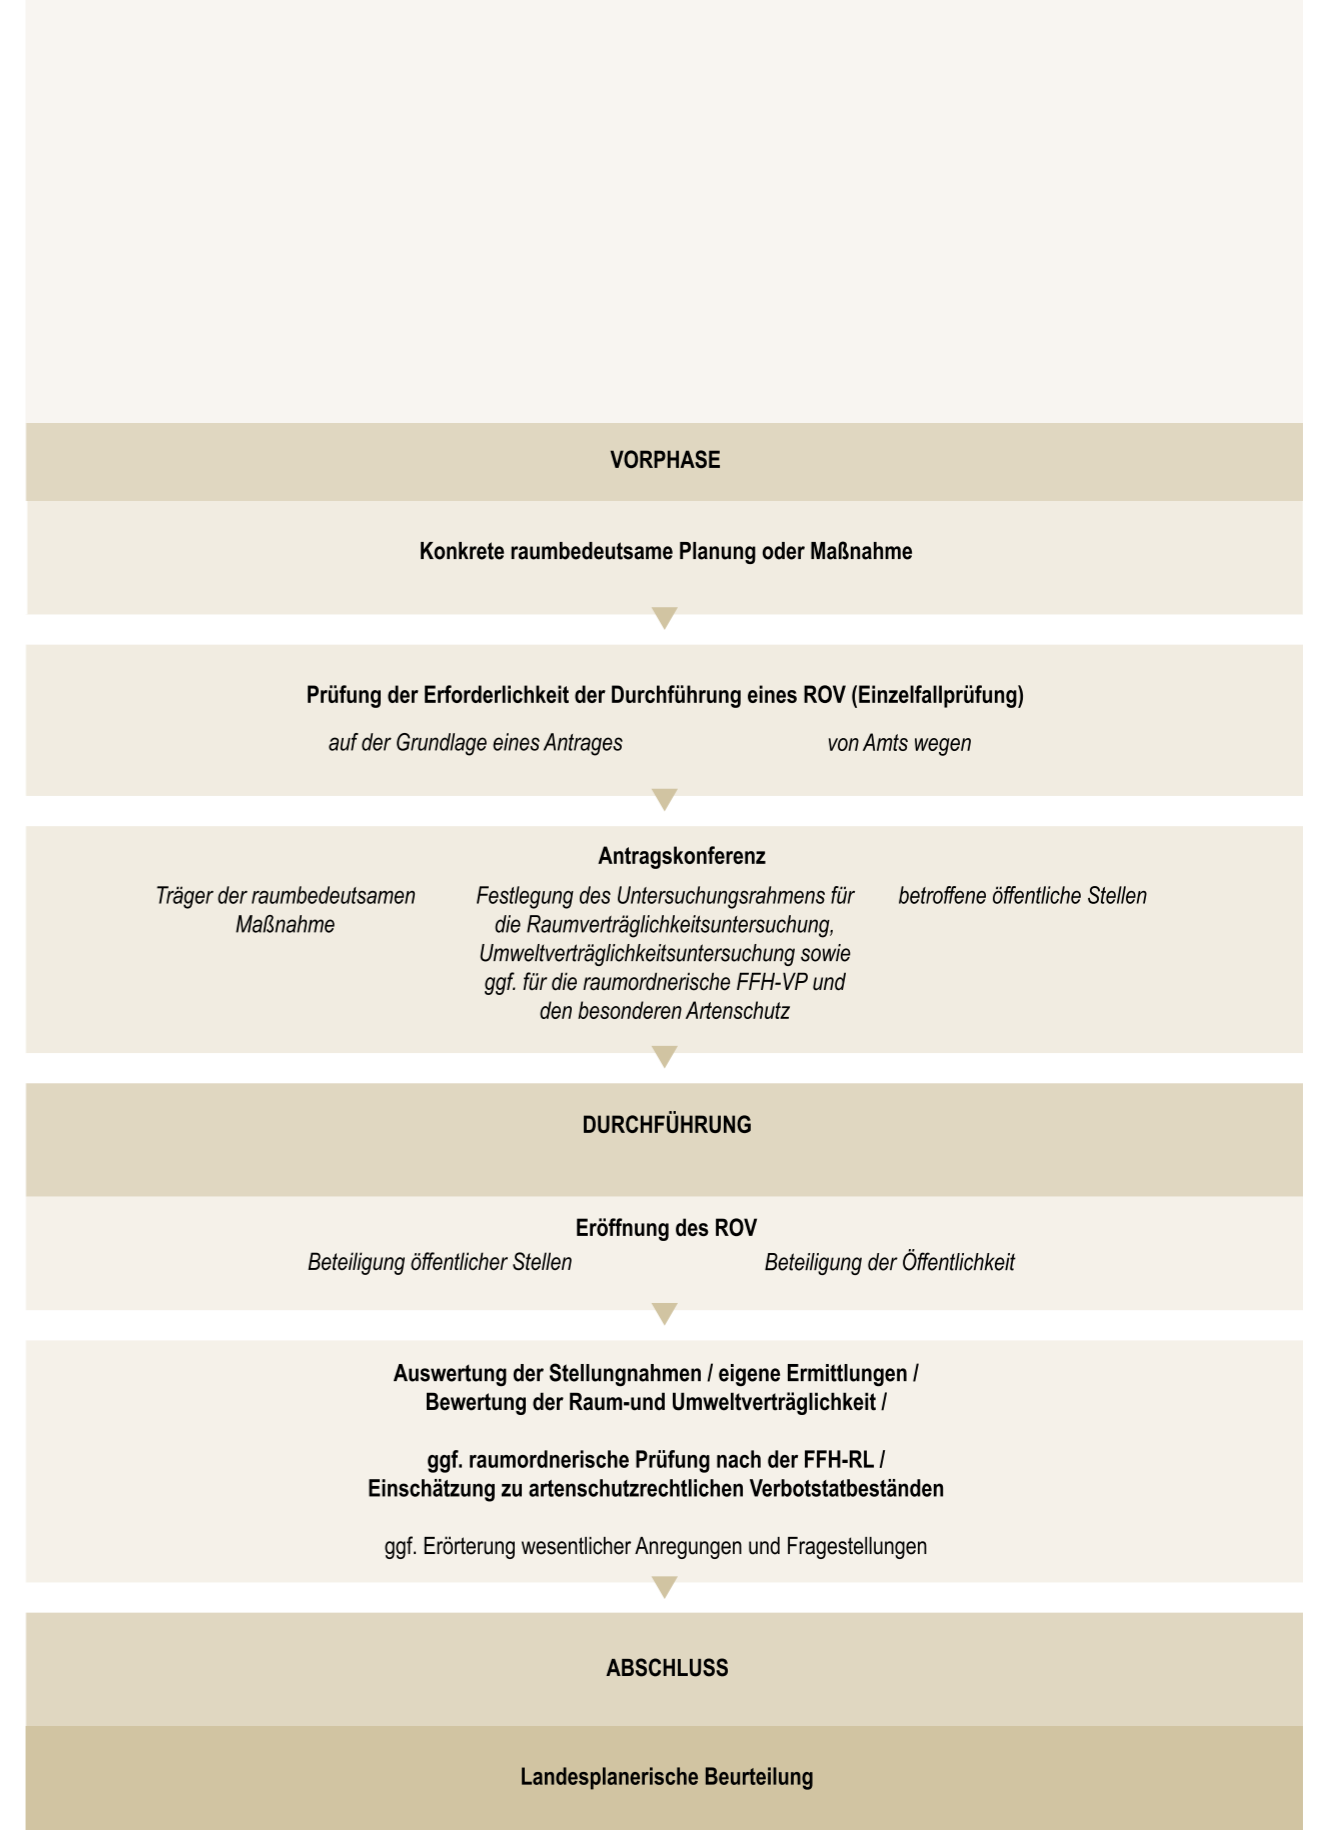 VORPHASE
Konkrete raumbedeutsame Planung oder Maßnahme
Prüfung der Erforderlichkeit der Durchführung eines ROV (Einzelfallprüfung)
auf der Grundlage eines Antrages
von Amts wegen
Antragskonferenz
Träger der raumbedeutsamen
Maßnahme
Festlegung des Untersuchungsrahmens für
die Raumverträglichkeitsuntersuchung,
Umweltverträglichkeitsuntersuchung sowie
ggf. für die raumordnerische FFH-VP und
den besonderen Artenschutz
betroffene öffentliche Stellen
DURCHFÜHRUNG
Eröffnung des ROV
Beteiligung öffentlicher Stellen
Beteiligung der Öffentlichkeit
Auswertung der Stellungnahmen / eigene Ermittlungen /
Bewertung der Raum-und Umweltverträglichkeit /
ggf. raumordnerische Prüfung nach der FFH-RL /
Einschätzung zu artenschutzrechtlichen Verbotstatbeständen
ggf. Erörterung wesentlicher Anregungen und Fragestellungen
ABSCHLUSS
Landesplanerische Beurteilung